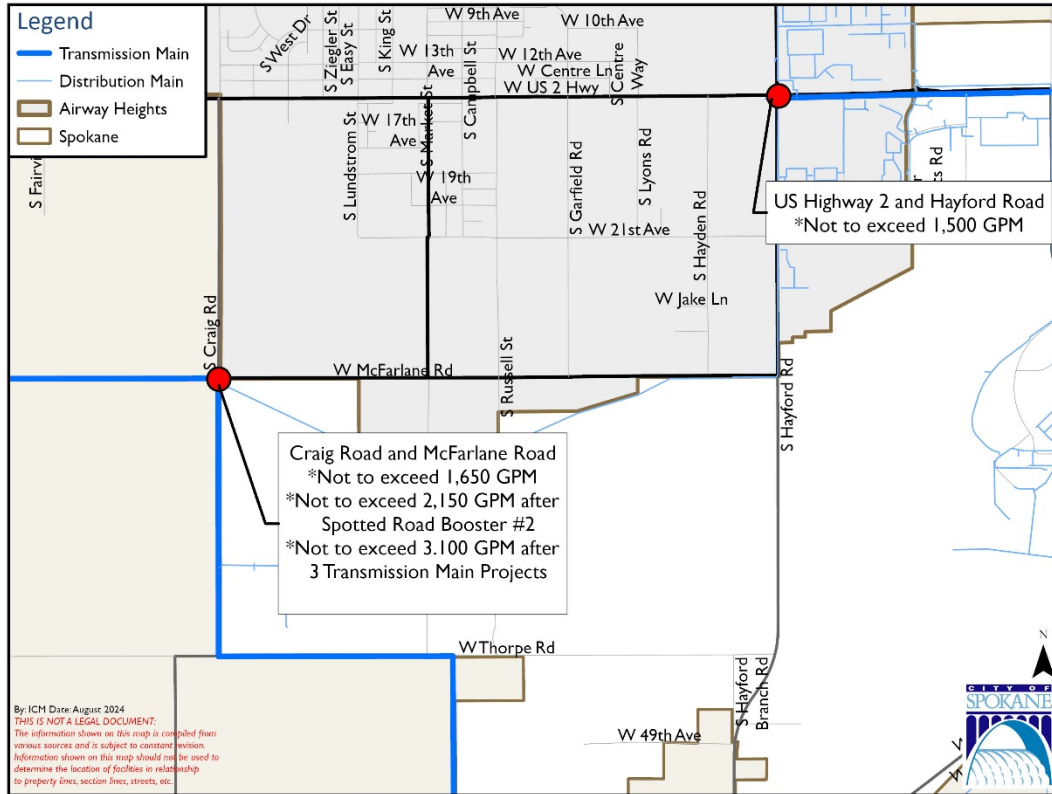 Legend
Transmission Main
Distribution Main
Airway Heights
Spokane
S West Dr
S Ziegler St
S Easy St
S King St
W 9th Ave
W 10th Ave
W 13th
Ave
S Campbell St
W 12th Ave
W Centre Ln
W US 2 Hwy
S Centre
Way
S Fairvi
S Lundstrom St
W 17th
Ave
S Market St
W 19th
Ave
S Garfield Rd
S Lyons Rd
W 21st Ave
S Hayden Rd
W Jake Ln
US Highway 2 and Hayford Road
*Not to exceed 1,500 GPM
S Craig Rd
W McFarlane Rd
S Russell St
S Hayford Rd
Craig Road and McFarlane Road
*Not to exceed 1,650 GPM
*Not to exceed 2,150 GPM after
Spotted Road Booster #2
*Not to exceed 3.100 GPM after
3 Transmission Main Projects
W Thorpe Rd
S Hayford
Branch Rd
W 49th Ave
By: ICM Date: August 2024
THIS IS NOT A LEGAL DOCUMENT:
The information shown on this map is compiled from
various sources and is subject to constant revision.
Information shown on this map should not be used to
determine the location of facilities in relationship
to property lines, section lines, streets, etc.
N
CITY OF
SPOKANE